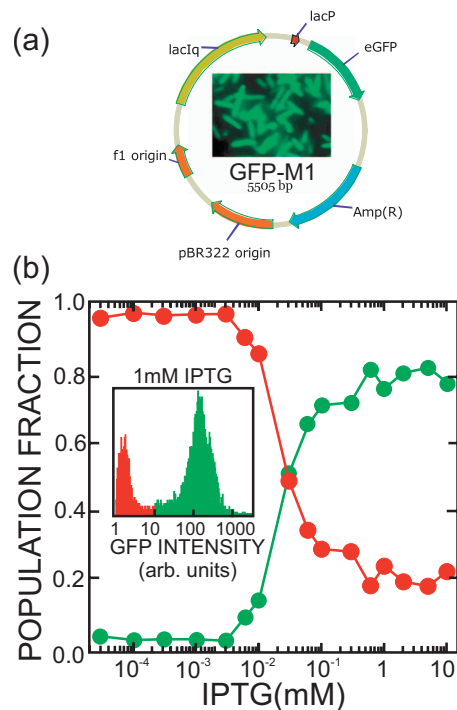 (a)
lacP
lacIq
eGFP
f1 origin
GFP-M1
5505 bp
Amp(R)
pBR322 origin
(b)
1.0
0.8
0.6
0.4
0.2
0.0
POPULATION FRACTION
1mM IPTG
1 10 100 1000
GFP INTENSITY
(arb. units)
10-4 10-3 10-2 10-1 1 10
IPTG(mM)